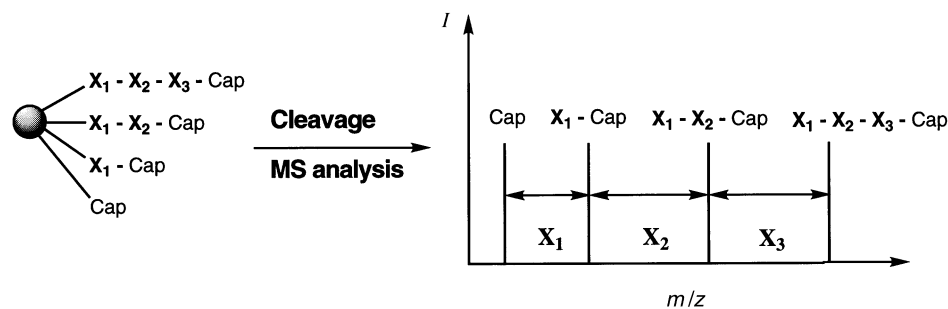 X₁ - X₂ - X₃ - Cap
X₁ - X₂ - Cap
X₁ - Cap
Cap
Cleavage
MS analysis
I
Cap X₁ - Cap X₁ - X₂ - Cap X₁ - X₂ - X₃ - Cap
X₁ X₂ X₃
m/z